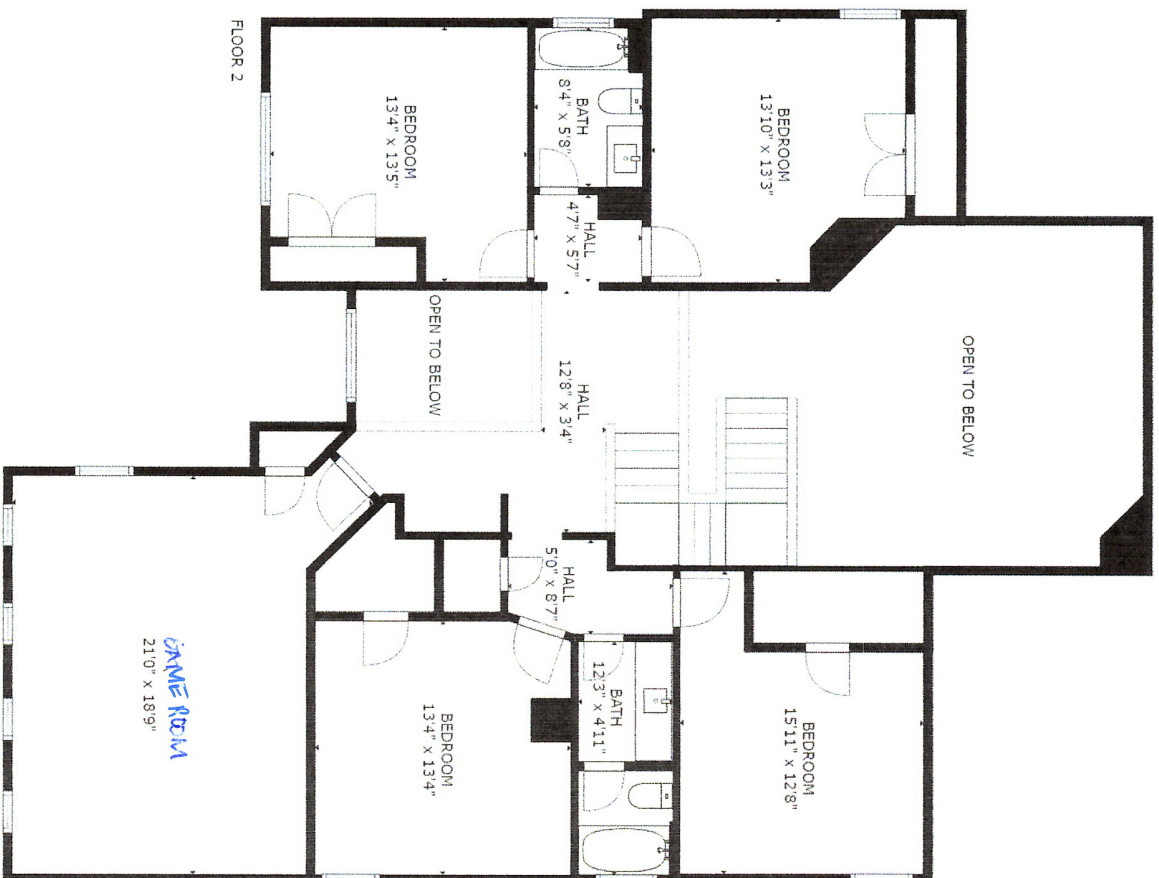 BEDROOM
13'10" x 13'3"
OPEN TO BELOW
BATH
8'4" x 5'8"
HALL
4'7" x 5'7"
BEDROOM
13'4" x 13'5"
HALL
12'8" x 3'4"
OPEN TO BELOW
BEDROOM
15'11" x 12'8"
HALL
5'0" x 8'7"
BATH
12'3" x 4'11"
BEDROOM
13'4" x 13'4"
GAME ROOM
21'0" x 18'9"
FLOOR 2